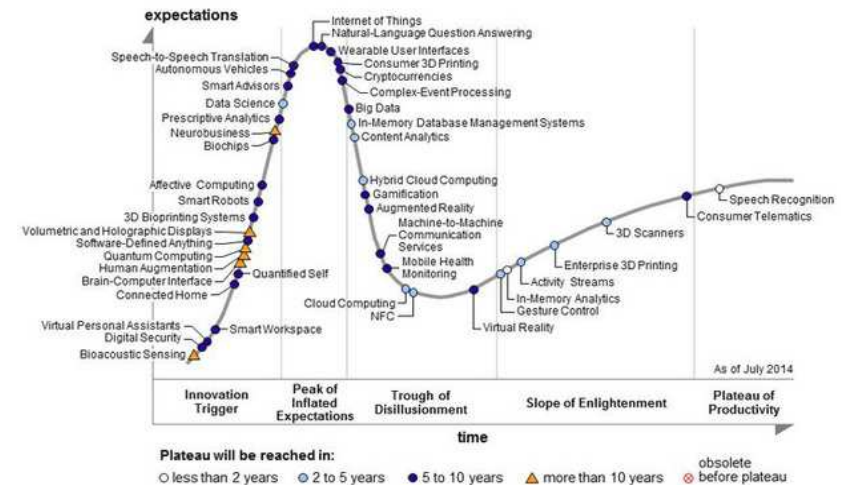 expectations
Internet of Things
Natural-Language Question Answering
Wearable User Interfaces
Speech-to-Speech Translation
Consumer 3D Printing
Autonomous Vehicles
Cryptocurrencies
Smart Advisors
Complex-Event Processing
Data Science
Big Data
Prescriptive Analytics
In-Memory Database Management Systems
Neurobusiness
Content Analytics
Biochips
Affective Computing
Hybrid Cloud Computing
Smart Robots
Gamification
3D Bioprinting Systems
Augmented Reality
Volumetric and Holographic Displays
Machine-to-Machine
Communication
Services
Software-Defined Anything
Quantum Computing
Human Augmentation
Mobile Health
Monitoring
Brain-Computer Interface
Quantified Self
Connected Home
Cloud Computing
NFC
Virtual Personal Assistants
Smart Workspace
Digital Security
Bioacoustic Sensing
Virtual Reality
Gesture Control
In-Memory Analytics
Activity Streams
Enterprise 3D Printing
3D Scanners
Consumer Telematics
Speech Recognition
As of July 2014
Innovation
Trigger
Peak of
Inflated
Expectations
Trough of
Disillusionment
Slope of Enlightenment
Plateau of
Productivity
time
Plateau will be reached in:
less than 2 years
2 to 5 years
5 to 10 years
more than 10 years
obsolete
before plateau